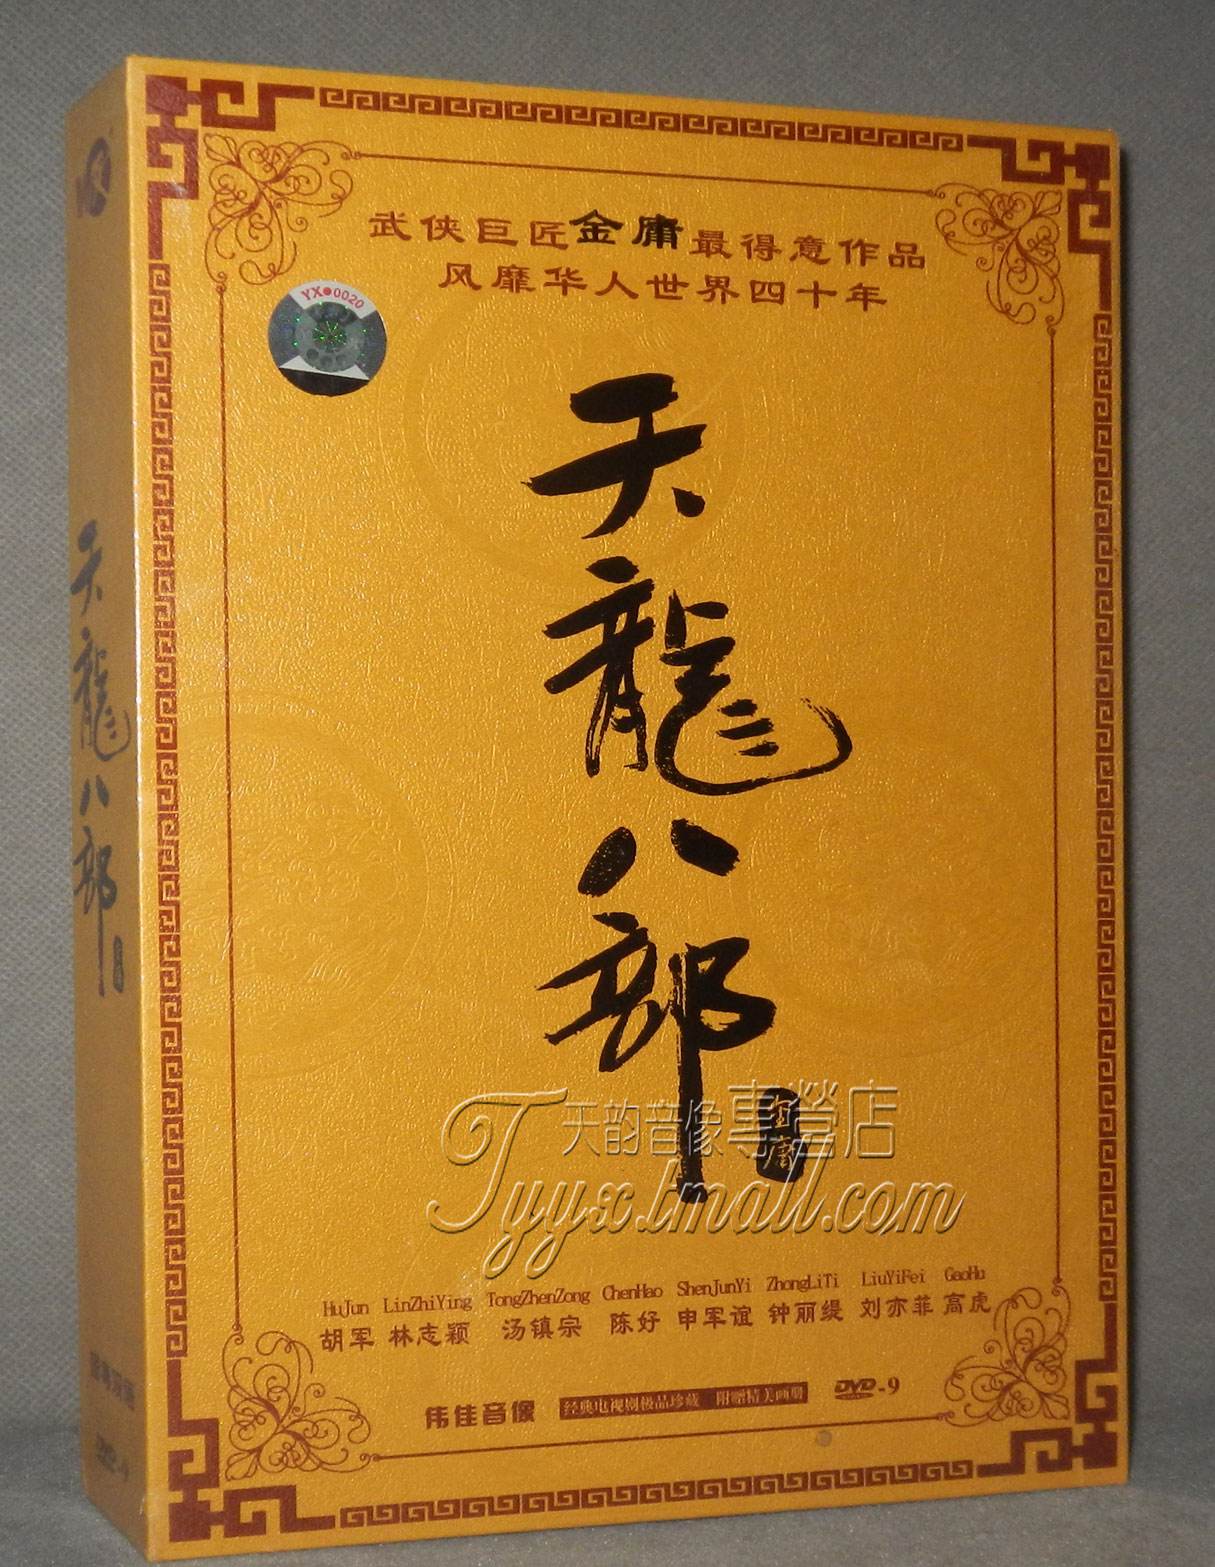 武侠巨匠金庸最得意作品
风靡华人世界四十年
YX●0020
天龍八部
天龍八部
天韵音像專營店
Tyyx.tmall.com
HuJun LinZhiYing TongZhenZong ChenHao ShenJunYi ZhongLiTi LiuYiFei GaoHu
胡军 林志颖 汤镇宗 陈好 申军谊 钟丽缇 刘亦菲 高虎
伟佳音像 经典电视剧极品珍藏 附赠精美画册 DVD-9
DVD-9